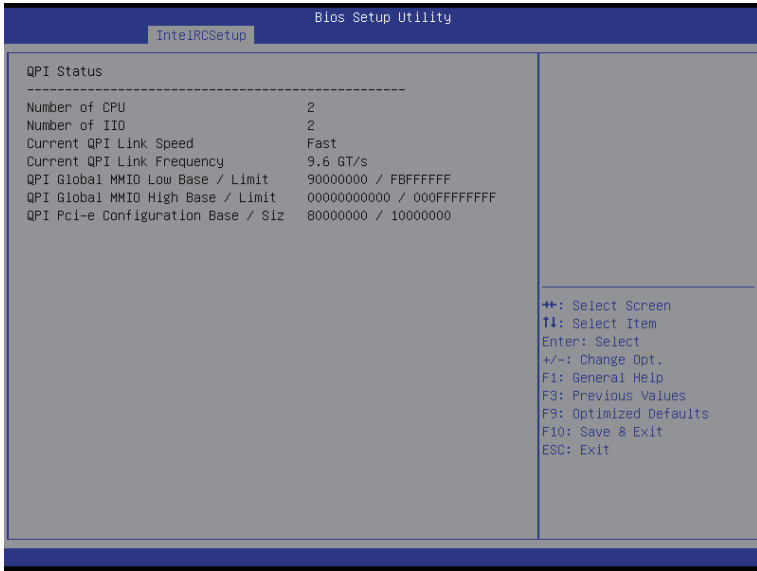 Bios Setup Utility
IntelRCSetup
QPI Status
--------------------------------------------------
Number of CPU 2
Number of IIO 2
Current QPI Link Speed Fast
Current QPI Link Frequency 9.6 GT/s
QPI Global MMIO Low Base / Limit 90000000 / FBFFFFFF
QPI Global MMIO High Base / Limit 00000000000 / 000FFFFFFFF
QPI Pci-e Configuration Base / Siz 80000000 / 10000000
→←: Select Screen
↑↓: Select Item
Enter: Select
+/-: Change Opt.
F1: General Help
F3: Previous Values
F9: Optimized Defaults
F10: Save & Exit
ESC: Exit